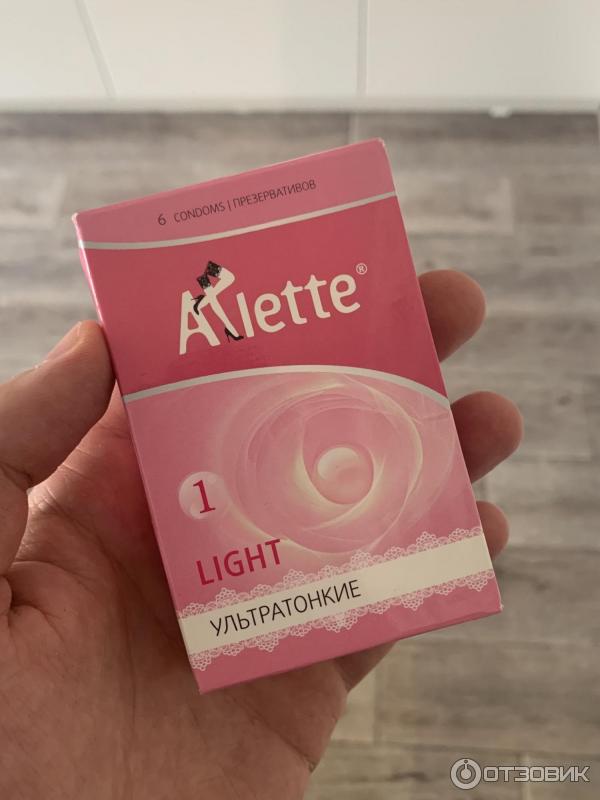 6 CONDOMS | ПРЕЗЕРВАТИВОВ
Arlette®
1
LIGHT
УЛЬТРАТОНКИЕ
ОТЗОВИК